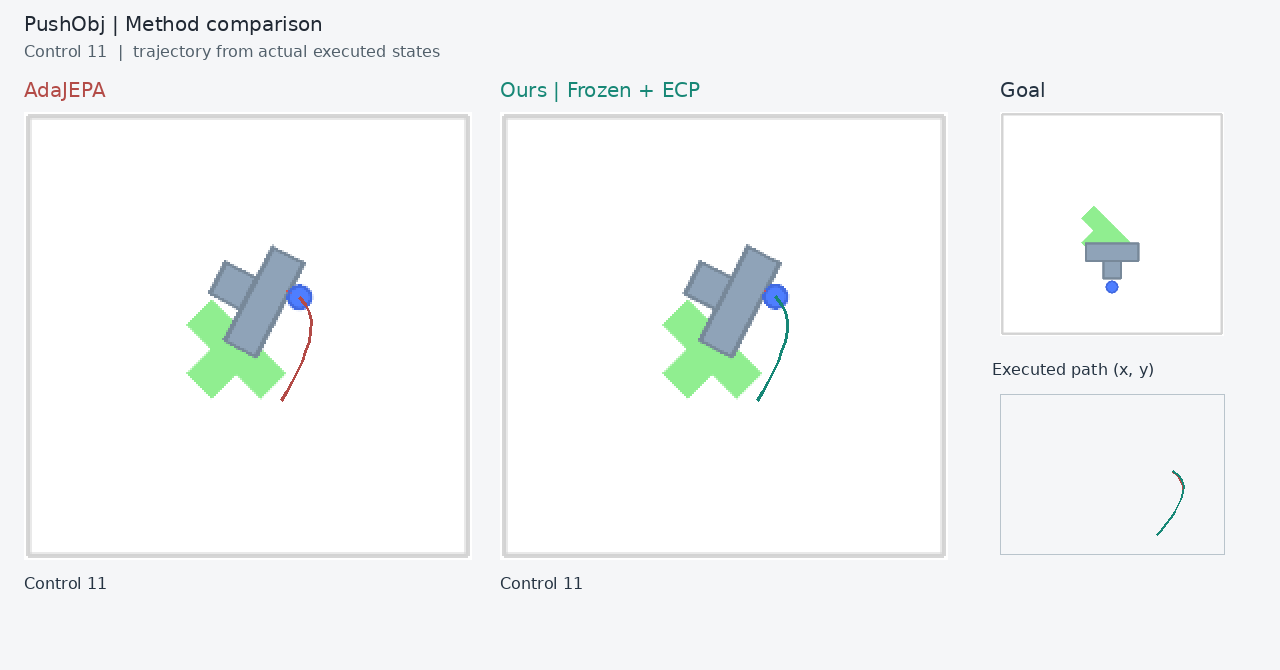 PushObj | Method comparison
Control 11 | trajectory from actual executed states
AdaJEPA
Ours | Frozen + ECP
Goal
Executed path (x, y)
Control 11
Control 11